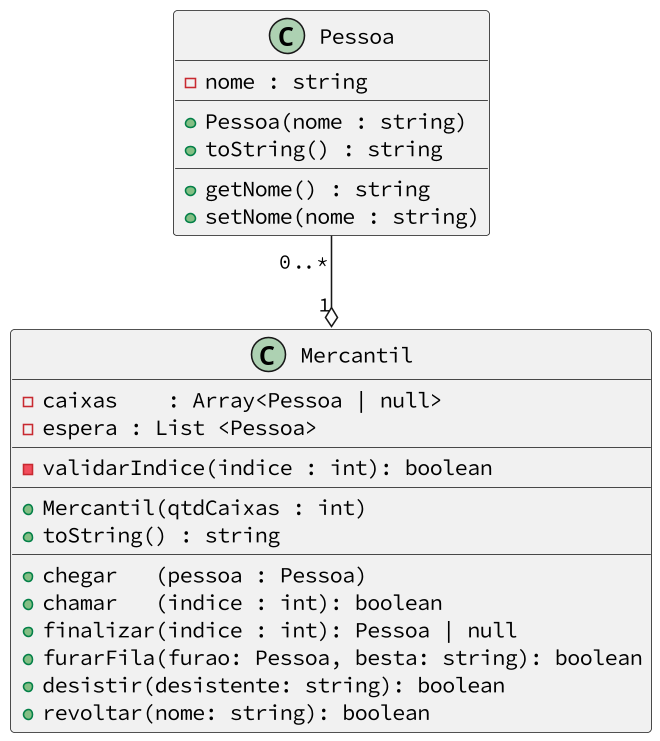 C Pessoa
nome : string
Pessoa(nome : string)
toString() : string
getNome() : string
setNome(nome : string)
0..*
1
C Mercantil
caixas    : Array<Pessoa | null>
espera : List <Pessoa>
validarIndice(indice : int): boolean
Mercantil(qtdCaixas : int)
toString() : string
chegar   (pessoa : Pessoa)
chamar   (indice : int): boolean
finalizar(indice : int): Pessoa | null
furarFila(furao: Pessoa, besta: string): boolean
desistir(desistente: string): boolean
revoltar(nome: string): boolean